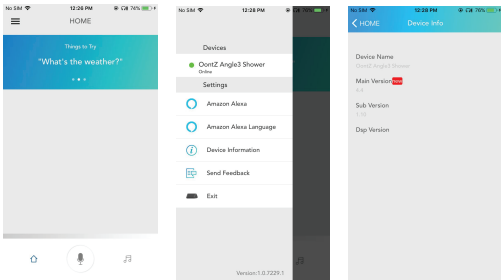 No SIM 12:26 PM 74%
HOME
Things to Try
"What's the weather?"
No SIM 12:28 PM 76%
Devices
OontZ Angle3 Shower
Online
Settings
Amazon Alexa
Amazon Alexa Language
Device Information
Send Feedback
Exit
Version:1.0.7229.1
No SIM 12:28 PM 75%
HOME Device Info
Device Name
OontZ Angle3 Shower
Main Version new
Sub Version
1.10
Dsp Version